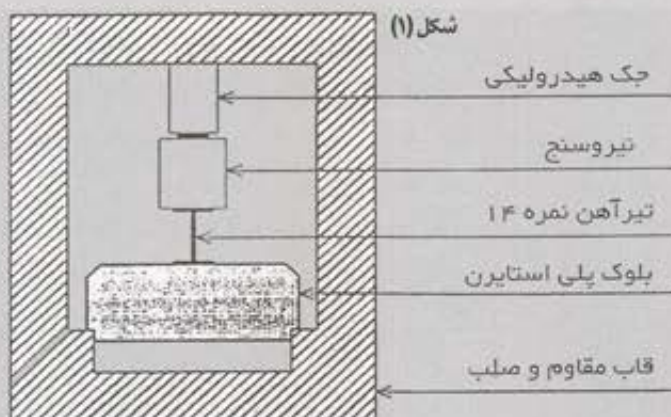 شکل (۱)
جک هیدرولیکی
نیروسنج
تیرآهن نمره ۱۴
بلوک پلی استایرن
قاب مقاوم و صلب